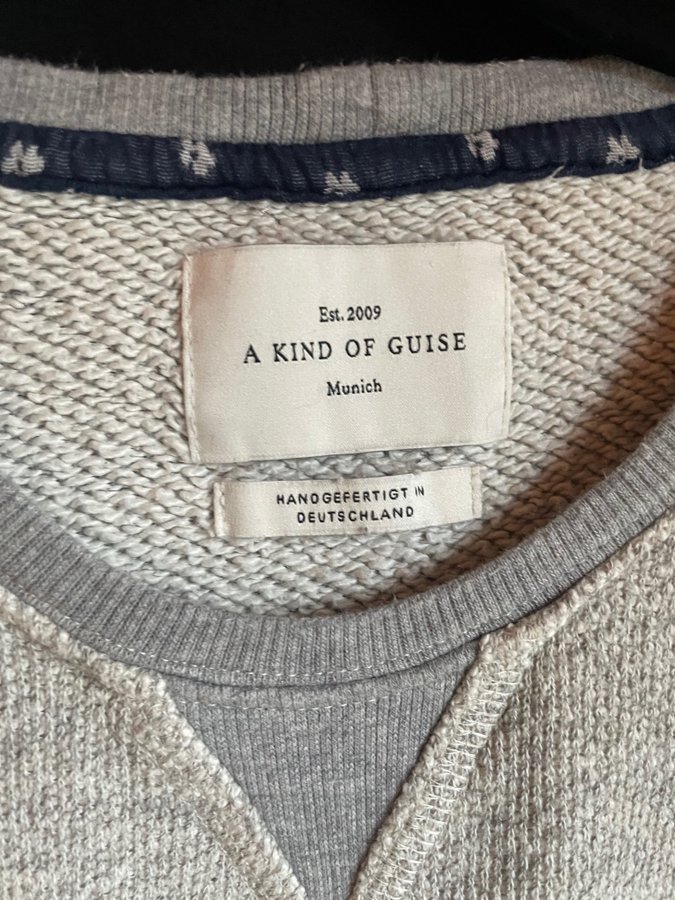 Est. 2009
A KIND OF GUISE
Munich
HANDGEFERTIGT IN
DEUTSCHLAND